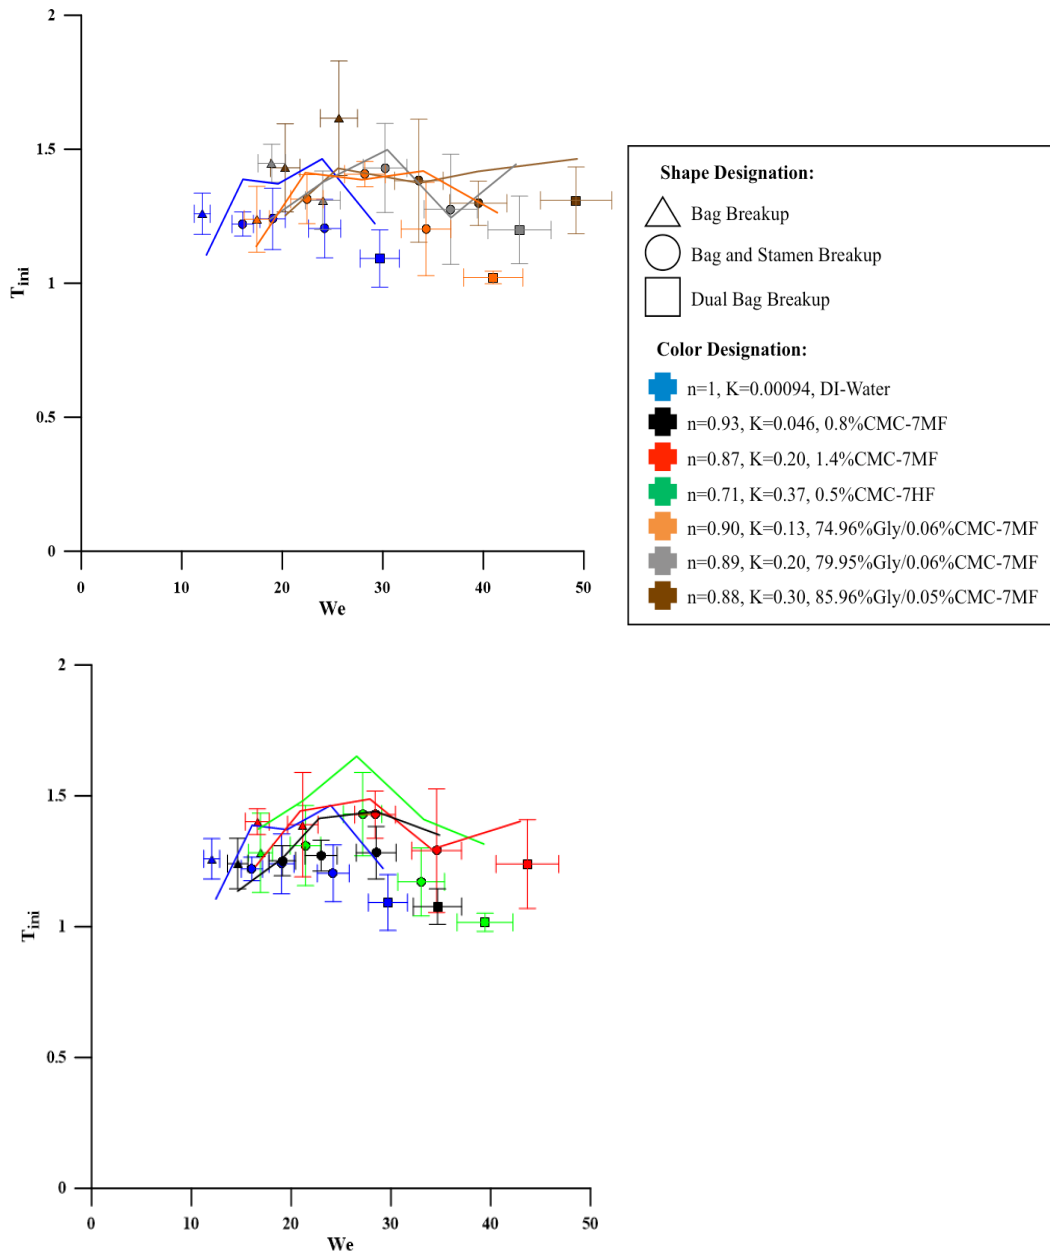 2
1.5
1
0.5
0
T_ini
0
10
20
30
40
50
We
Shape Designation:
Bag Breakup
Bag and Stamen Breakup
Dual Bag Breakup
Color Designation:
n=1, K=0.00094, DI-Water
n=0.93, K=0.046, 0.8%CMC-7MF
n=0.87, K=0.20, 1.4%CMC-7MF
n=0.71, K=0.37, 0.5%CMC-7HF
n=0.90, K=0.13, 74.96%Gly/0.06%CMC-7MF
n=0.89, K=0.20, 79.95%Gly/0.06%CMC-7MF
n=0.88, K=0.30, 85.96%Gly/0.05%CMC-7MF
2
1.5
1
0.5
0
T_ini
0
10
20
30
40
50
We